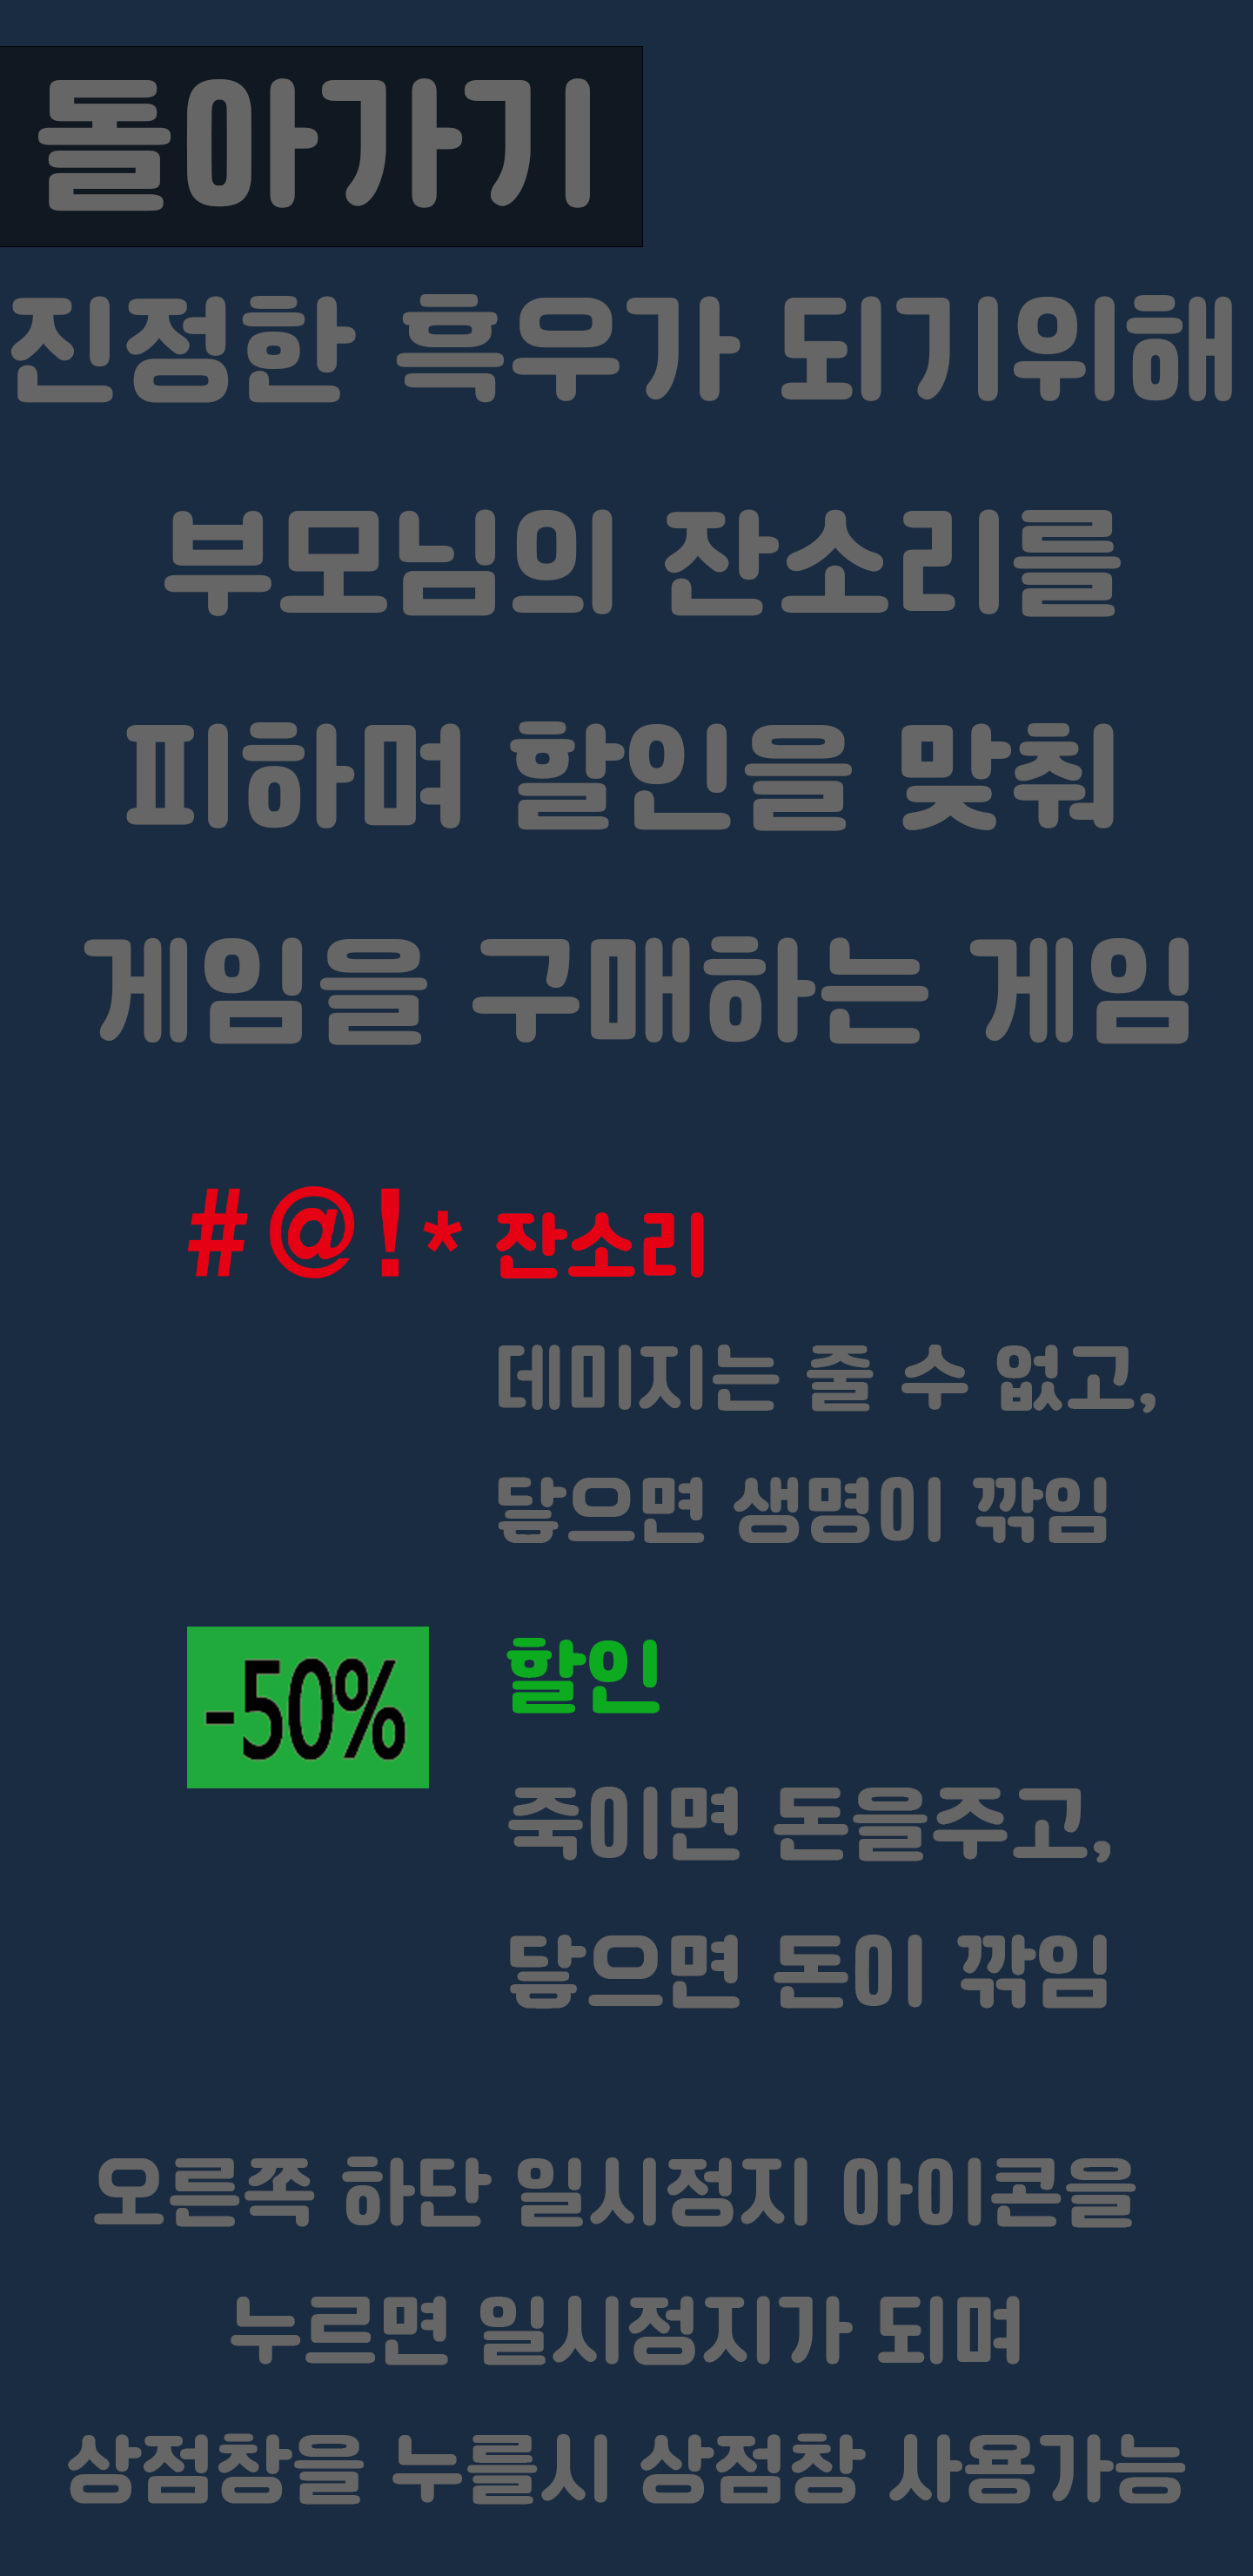 돌아가기
진정한 흑우가 되기위해
부모님의 잔소리를
피하며 할인을 맞춰
게임을 구매하는 게임
#@!* 잔소리
데미지는 줄 수 없고,
닿으면 생명이 깎임
-50% 할인
죽이면 돈을주고,
닿으면 돈이 깎임
오른쪽 하단 일시정지 아이콘을
누르면 일시정지가 되며
상점창을 누를시 상점창 사용가능